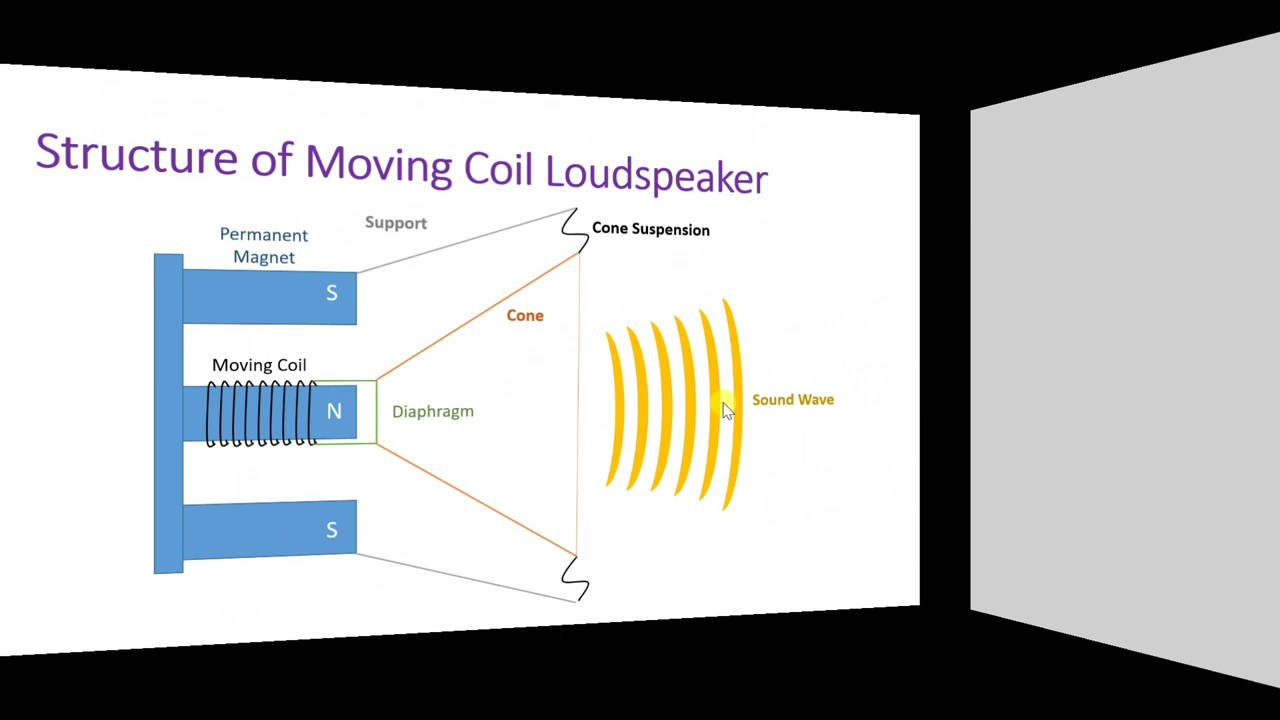 Structure of Moving Coil Loudspeaker
Support
Permanent
Magnet
Cone Suspension
S
Cone
Moving Coil
Sound Wave
N
Diaphragm
S